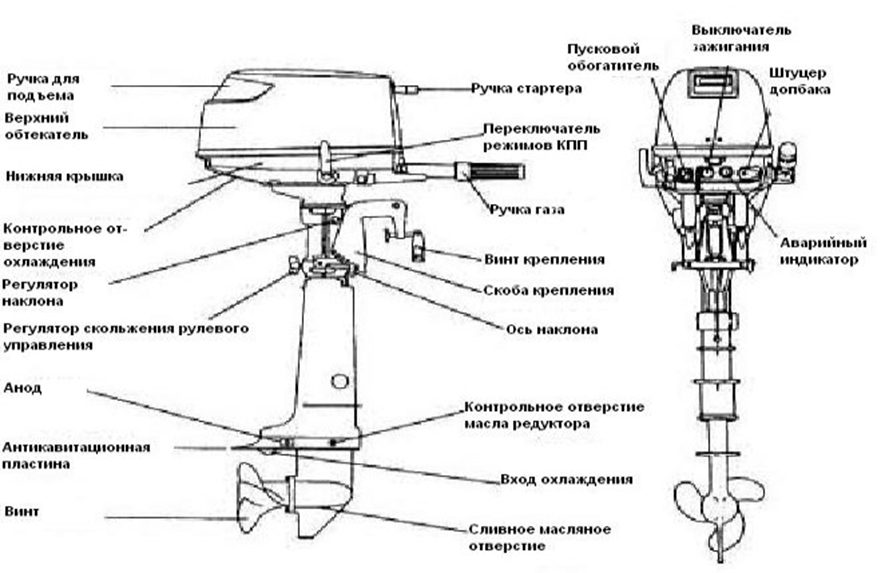 Ручка для
подъема
Верхний
обтекатель
Нижняя крышка
Контрольное от-
верстие
охлаждения
Регулятор
наклона
Регулятор скольжения рулевого
управления
Анод
Антикавитационная
пластина
Винт
Ручка стартера
Переключатель
режимов КПП
Ручка газа
Винт крепления
Скоба крепления
Ось наклона
Контрольное отверстие
масла редуктора
Вход охлаждения
Сливное масляное
отверстие
Выключатель
зажигания
Пусковой
обогатитель
Штуцер
допбака
Аварийный
индикатор